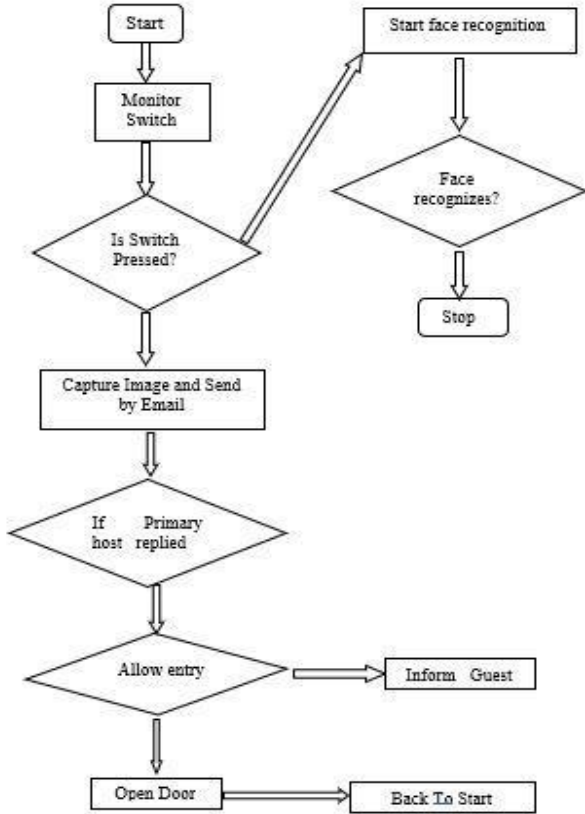 Start
Monitor
Switch
Is Switch
Pressed?
Capture Image and Send
by Email
If Primary
host replied
Allow entry
Inform Guest
Open Door
Back To Start
Start face recognition
Face
recognizes?
Stop